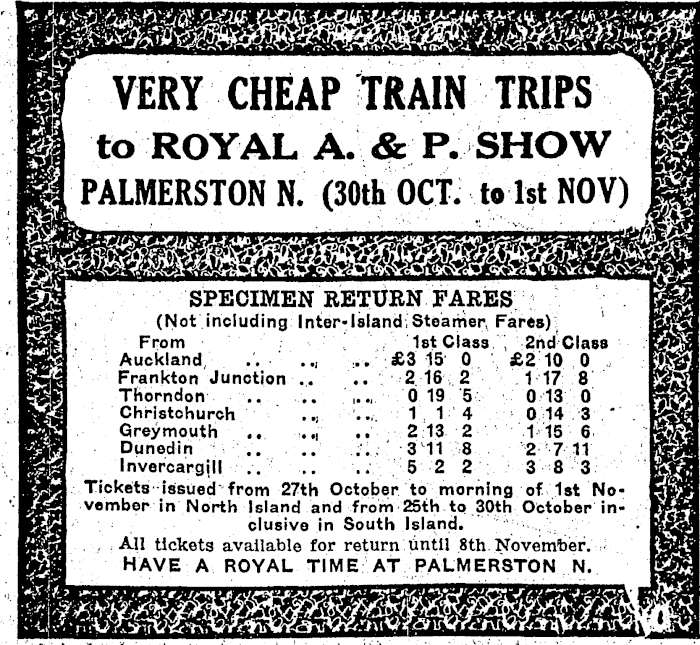 VERY CHEAP TRAIN TRIPS
to ROYAL A. & P. SHOW
PALMERSTON N. (30th OCT. to 1st NOV)
SPECIMEN RETURN FARES
(Not including Inter-Island Steamer Fares)
From 1st Class 2nd Class
Auckland .. .. .. £3 15 0 £2 10 0
Frankton Junction .. .. .. 2 16 2 1 17 8
Thorndon .. .. .. 0 19 5 0 13 0
Christchurch .. .. 1 1 4 0 14 3
Greymouth .. .. .. 2 13 2 1 15 6
Dunedin .. .. .. 3 11 8 2 7 11
Invercargill .. .. .. 5 2 2 3 8 3
Tickets issued from 27th October to morning of 1st No-
vember in North Island and from 25th to 30th October in-
clusive in South Island.
All tickets available for return until 8th November.
HAVE A ROYAL TIME AT PALMERSTON N.